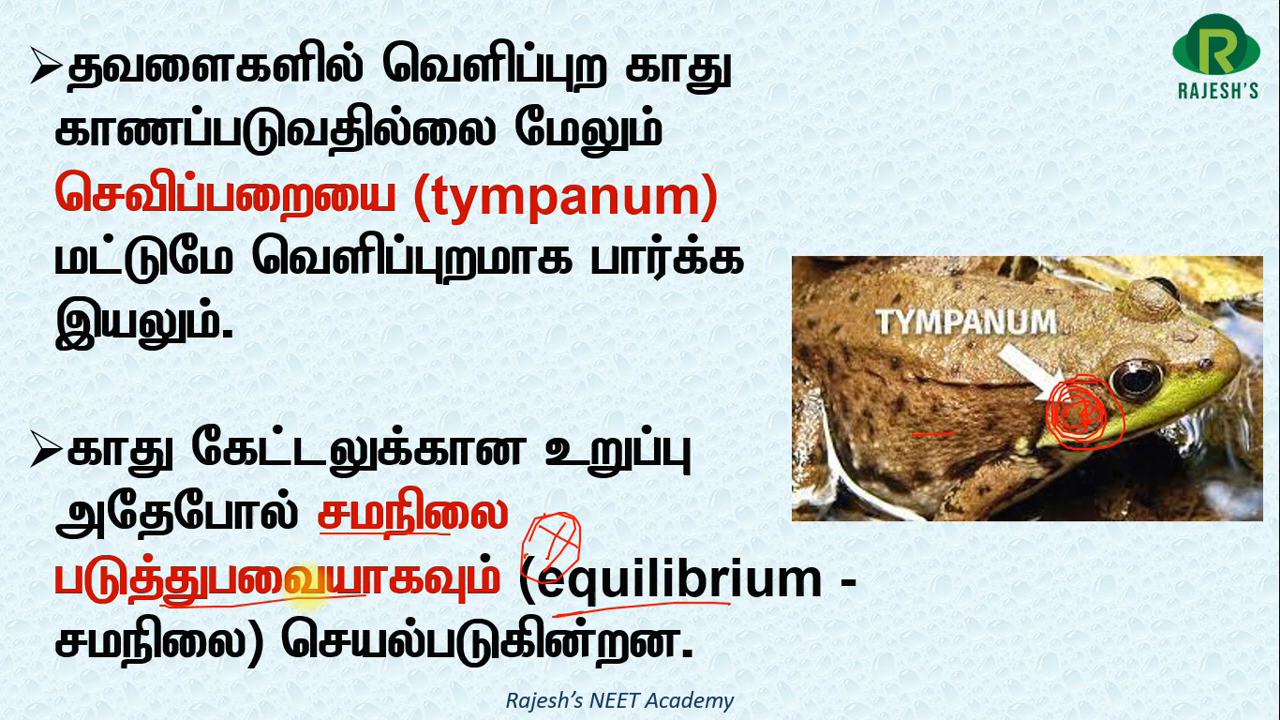 ➢தவளைகளில் வெளிப்புற காது
காணப்படுவதில்லை மேலும்
செவிப்பறையை (tympanum)
மட்டுமே வெளிப்புறமாக பார்க்க
இயலும்.
➢காது கேட்டலுக்கான உறுப்பு
அதேபோல் சமநிலை
படுத்துபவையாகவும் (equilibrium -
சமநிலை) செயல்படுகின்றன.
R
RAJESH'S
TYMPANUM
Rajesh's NEET Academy